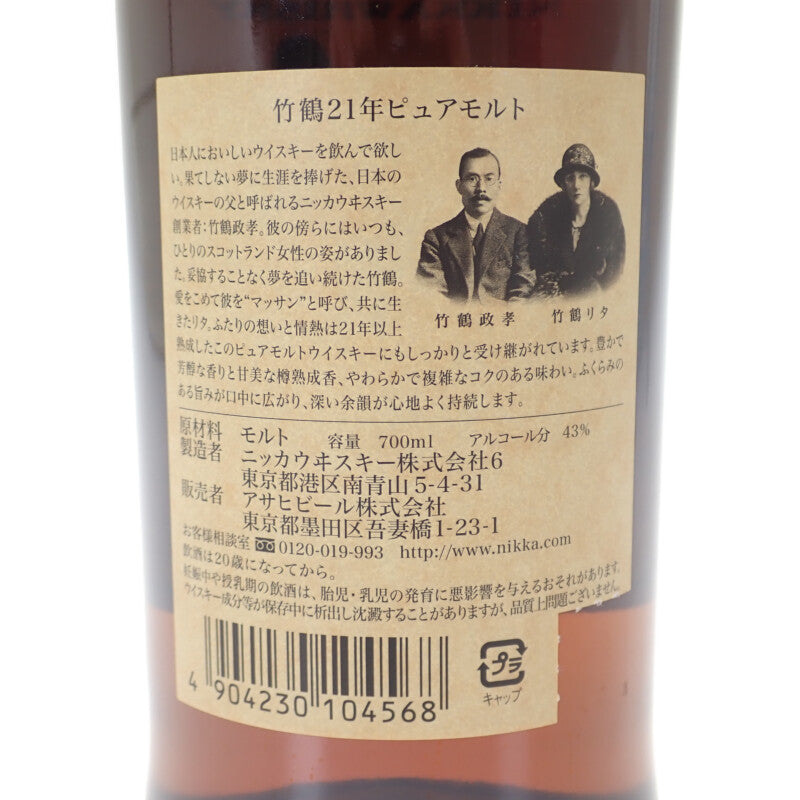 竹鶴21年ピュアモルト
日本人においしいウイスキーを飲んで欲し
い。果てしない夢に生涯を捧げた、日本の
ウイスキーの父と呼ばれるニッカウヰスキー
創業者：竹鶴政孝。彼の傍らにはいつも、
ひとりのスコットランド女性の姿がありまし
た。妥協することなく夢を追い続けた竹鶴。
愛をこめて彼を“マッサン”と呼び、共に生
きたリタ。ふたりの想いと情熱は21年以上
熟成したこのピュアモルトウイスキーにもしっかりと受け継がれています。豊かで
芳醇な香りと甘美な樽熟成香、やわらかで複雑なコクのある味わい。ふくらみの
ある旨みが口中に広がり、深い余韻が心地よく持続します。
竹鶴政孝 竹鶴リタ
原材料 モルト 容量 700ml アルコール分 43%
製造者 ニッカウヰスキー株式会社6
東京都港区南青山5-4-31
販売者 アサヒビール株式会社
東京都墨田区吾妻橋1-23-1
お客様相談室 0120-019-993 http://www.nikka.com
飲酒は20歳になってから。
妊娠中や授乳期の飲酒は、胎児・乳児の発育に悪影響を与えるおそれがあります。
ウイスキー成分等が保存中に析出し沈澱することがありますが、品質上問題ございません。
4 904230 104568
プラ
キャップ